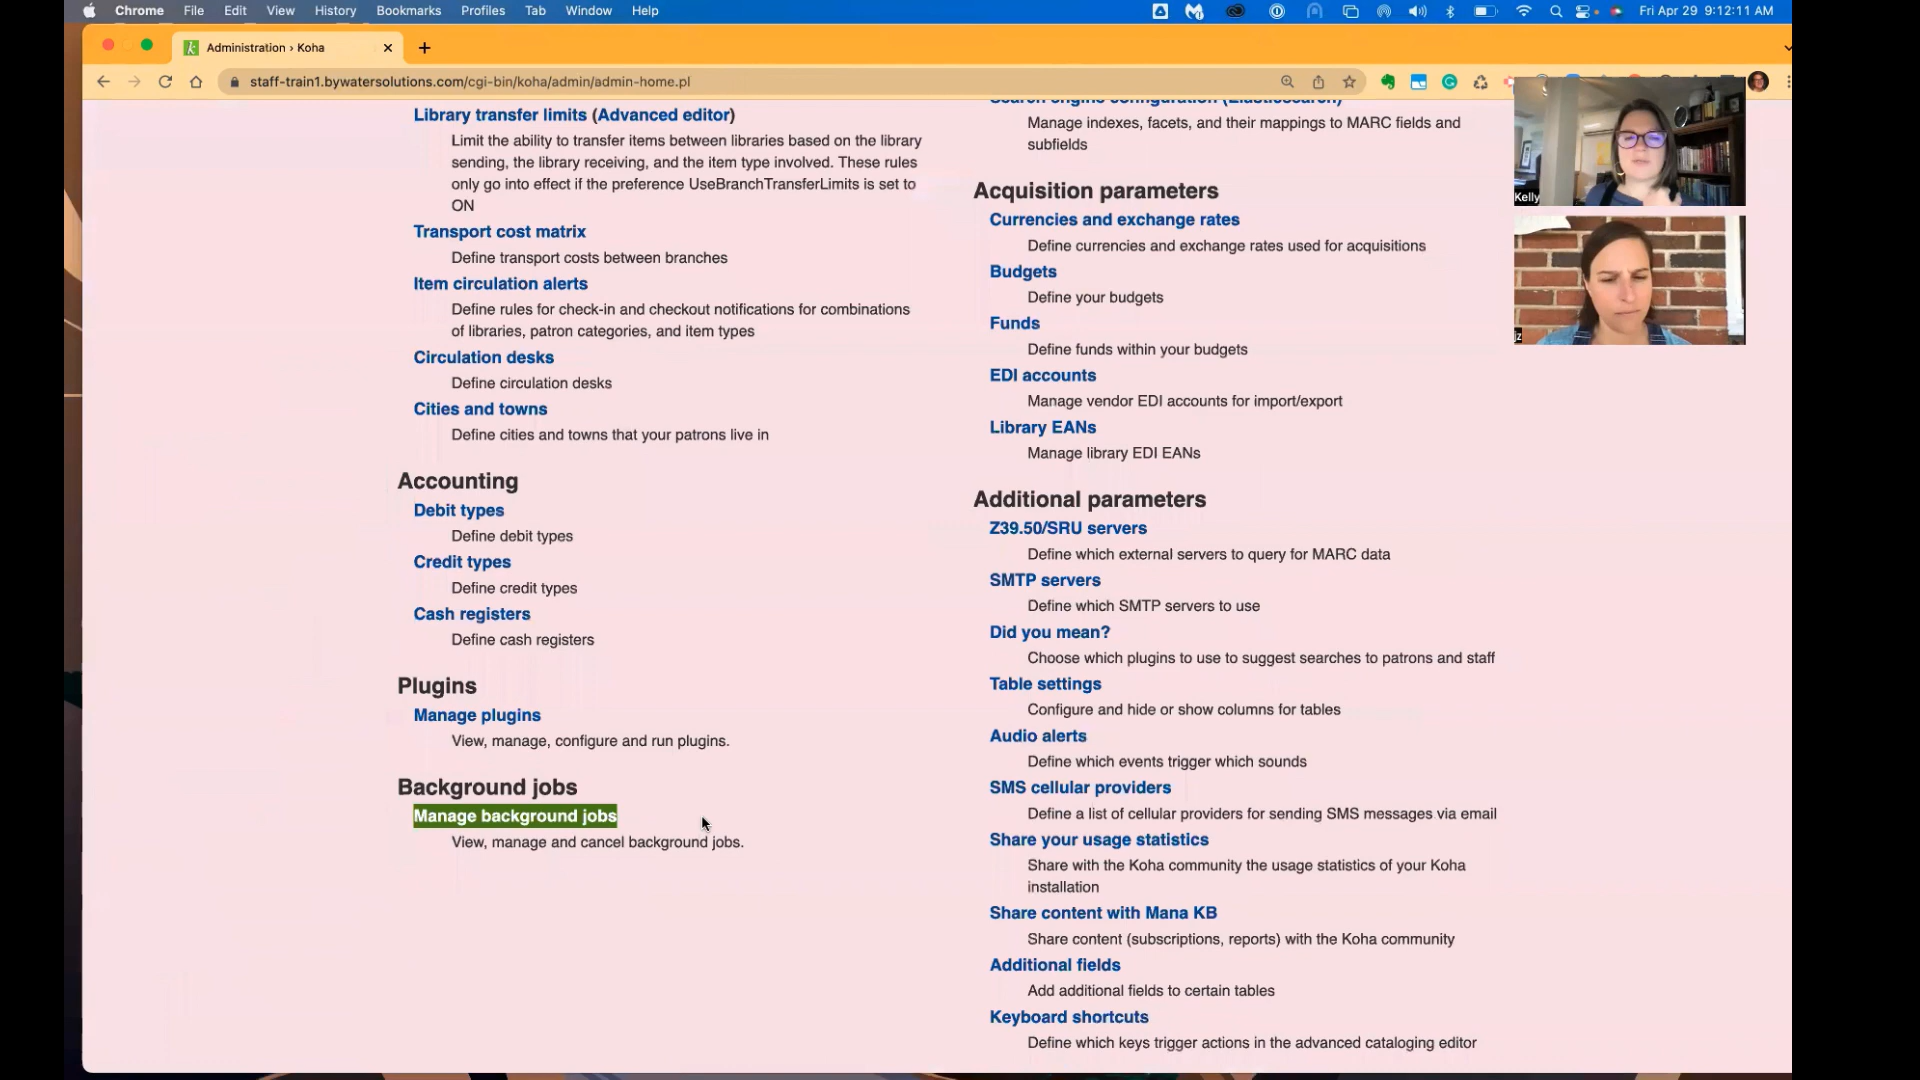 Chrome File Edit View History Bookmarks Profiles Tab Window Help Fri Apr 29 9:12:11 AM
Administration › Koha
staff-train1.bywatersolutions.com/cgi-bin/koha/admin/admin-home.pl
Library transfer limits (Advanced editor)
Limit the ability to transfer items between libraries based on the library
sending, the library receiving, and the item type involved. These rules
only go into effect if the preference UseBranchTransferLimits is set to
ON
Transport cost matrix
Define transport costs between branches
Item circulation alerts
Define rules for check-in and checkout notifications for combinations
of libraries, patron categories, and item types
Circulation desks
Define circulation desks
Cities and towns
Define cities and towns that your patrons live in
Accounting
Debit types
Define debit types
Credit types
Define credit types
Cash registers
Define cash registers
Plugins
Manage plugins
View, manage, configure and run plugins.
Background jobs
Manage background jobs
View, manage and cancel background jobs.
Search engine configuration (Elasticsearch)
Manage indexes, facets, and their mappings to MARC fields and
subfields
Acquisition parameters
Currencies and exchange rates
Define currencies and exchange rates used for acquisitions
Budgets
Define your budgets
Funds
Define funds within your budgets
EDI accounts
Manage vendor EDI accounts for import/export
Library EANs
Manage library EDI EANs
Additional parameters
Z39.50/SRU servers
Define which external servers to query for MARC data
SMTP servers
Define which SMTP servers to use
Did you mean?
Choose which plugins to use to suggest searches to patrons and staff
Table settings
Configure and hide or show columns for tables
Audio alerts
Define which events trigger which sounds
SMS cellular providers
Define a list of cellular providers for sending SMS messages via email
Share your usage statistics
Share with the Koha community the usage statistics of your Koha
installation
Share content with Mana KB
Share content (subscriptions, reports) with the Koha community
Additional fields
Add additional fields to certain tables
Keyboard shortcuts
Define which keys trigger actions in the advanced cataloging editor
Kelly
jz